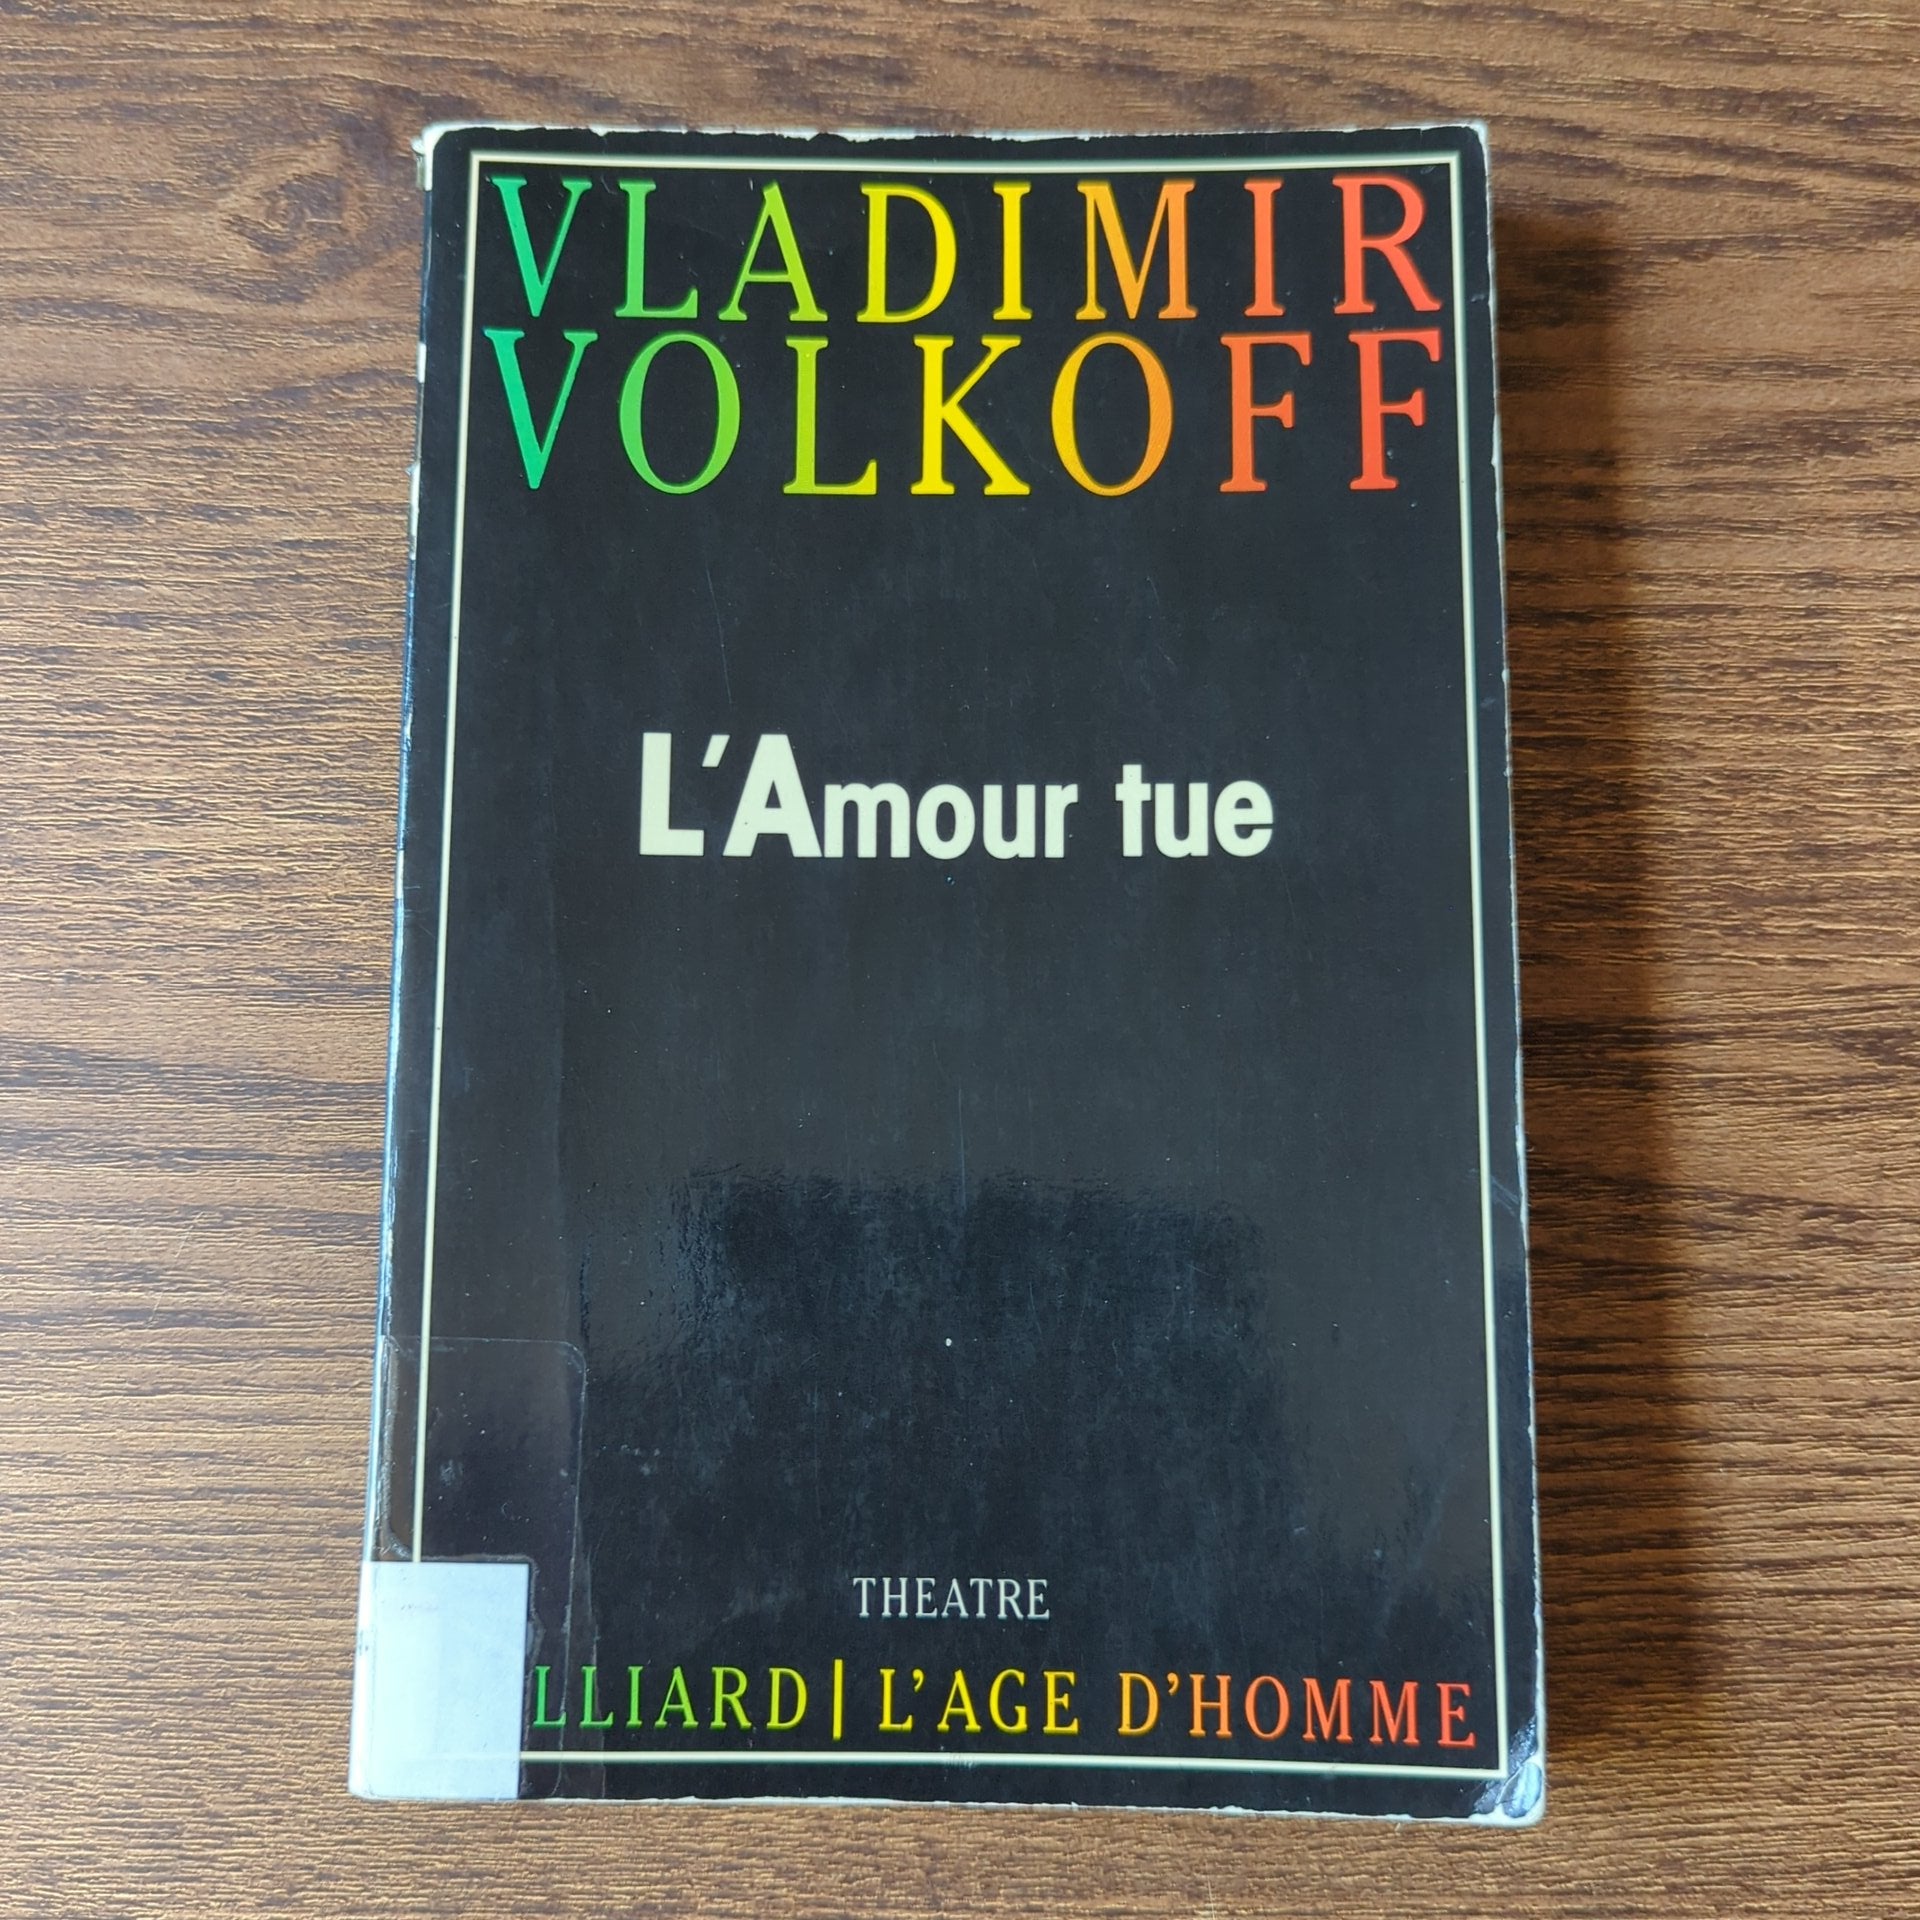 VLADIMIR
VOLKOFF
L'Amour tue
THEATRE
LLIARD | L'AGE D'HOMME